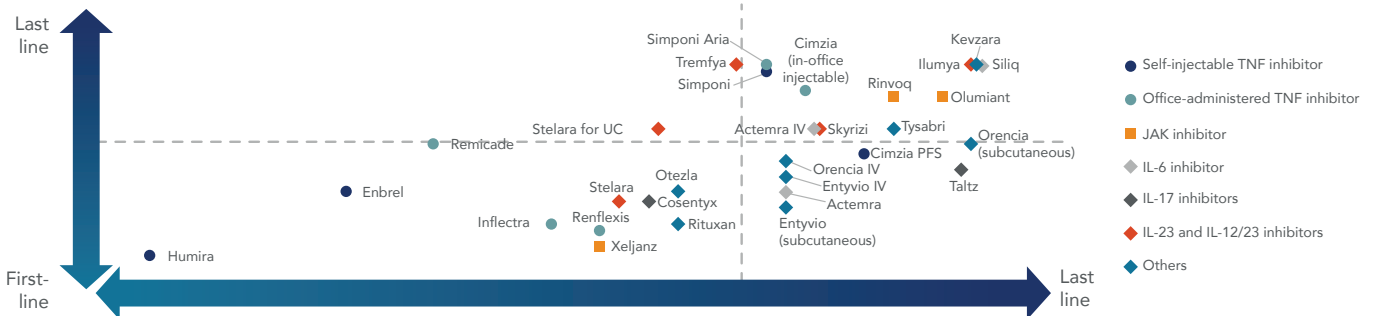 Last
line
First-
line
Last
line
Simponi Aria
Tremfya
Simponi
Cimzia
(in-office
injectable)
Kevzara
Ilumya
Siliq
Rinvoq
Olumiant
Stelara for UC
Actemra IV
Skyrizi
Tysabri
Orencia
(subcutaneous)
Remicade
Cimzia PFS
Orencia IV
Entyvio IV
Actemra
Taltz
Enbrel
Otezla
Stelara
Cosentyx
Inflectra
Renflexis
Rituxan
Entyvio
(subcutaneous)
Xeljanz
Humira
Self-injectable TNF inhibitor
Office-administered TNF inhibitor
JAK inhibitor
IL-6 inhibitor
IL-17 inhibitors
IL-23 and IL-12/23 inhibitors
Others